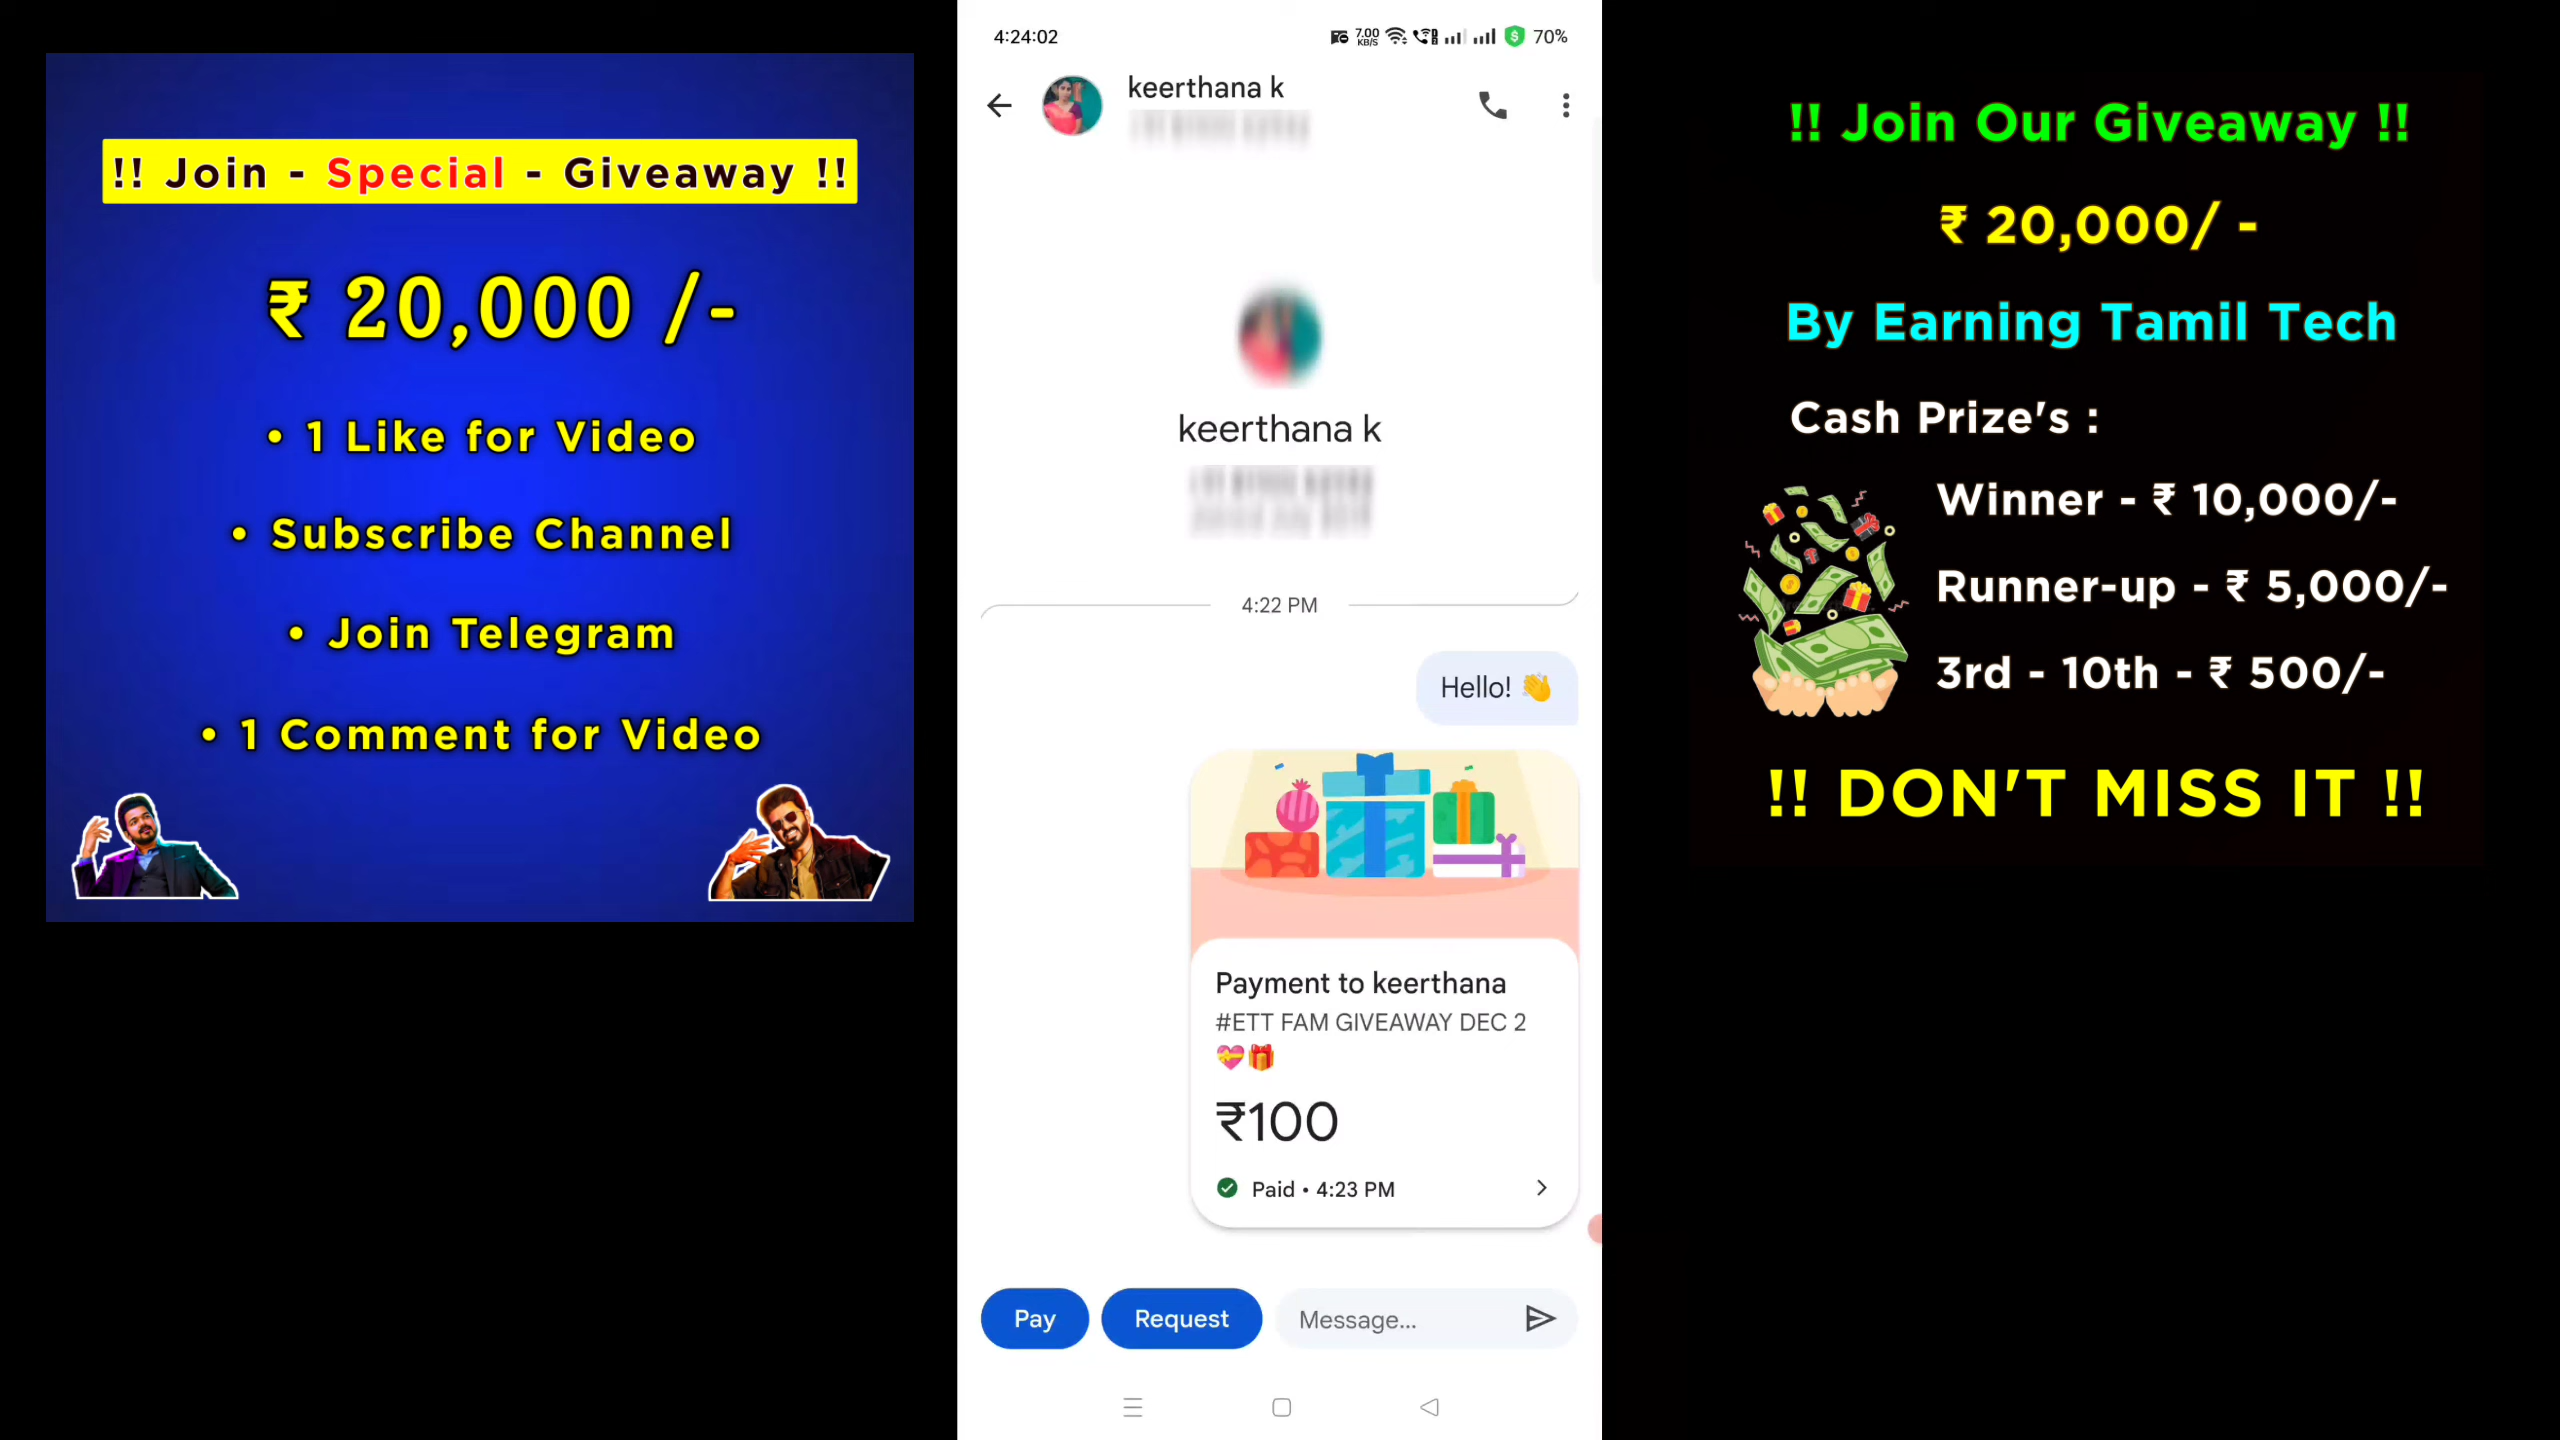 !! Join - Special - Giveaway !!
₹ 20,000 /-
• 1 Like for Video
• Subscribe Channel
• Join Telegram
• 1 Comment for Video
4:24:02
7.00
KB/S
70%
keerthana k
keerthana k
4:22 PM
Hello! 👏
Payment to keerthana
#ETT FAM GIVEAWAY DEC 2
💝🎁
₹100
Paid • 4:23 PM
Pay
Request
Message...
!! Join Our Giveaway !!
₹ 20,000/ -
By Earning Tamil Tech
Cash Prize's :
Winner - ₹ 10,000/-
Runner-up - ₹ 5,000/-
3rd - 10th - ₹ 500/-
!! DON'T MISS IT !!